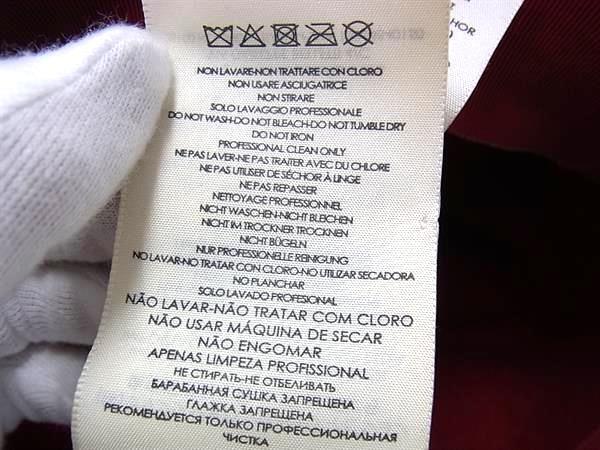 NON LAVARE-NON TRATTARE CON CLORO
NON USARE ASCIUGATRICE
NON STIRARE
SOLO LAVAGGIO PROFESSIONALE
DO NOT WASH-DO NOT BLEACH-DO NOT TUMBLE DRY
DO NOT IRON
PROFESSIONAL CLEAN ONLY
NE PAS LAVER-NE PAS TRAITER AVEC DU CHLORE
NE PAS UTILISER DE SÉCHOR À LINGE
NE PAS REPASSER
NETTOYAGE PROFESSIONNEL
NICHT WASCHEN-NICHT BLEICHEN
NICHT IM TROCKNER TROCKNEN
NICHT BÜGELN
NUR PROFESSIONELLE REINIGUNG
NO LAVAR-NO TRATAR CON CLORO-NO UTILIZAR SECADORA
NO PLANCHAR
SOLO LAVADO PROFESIONAL
NÃO LAVAR-NÃO TRATAR COM CLORO
NÃO USAR MÁQUINA DE SECAR
NÃO ENGOMAR
APENAS LIMPEZA PROFISSIONAL
НЕ СТИРАТЬ-НЕ ОТБЕЛИВАТЬ
БАРАБАННАЯ СУШКА ЗАПРЕЩЕНА
ГЛАЖКА ЗАПРЕЩЕНА
РЕКОМЕНДУЕТСЯ ТОЛЬКО ПРОФЕССИОНАЛЬНАЯ
ЧИСТКА